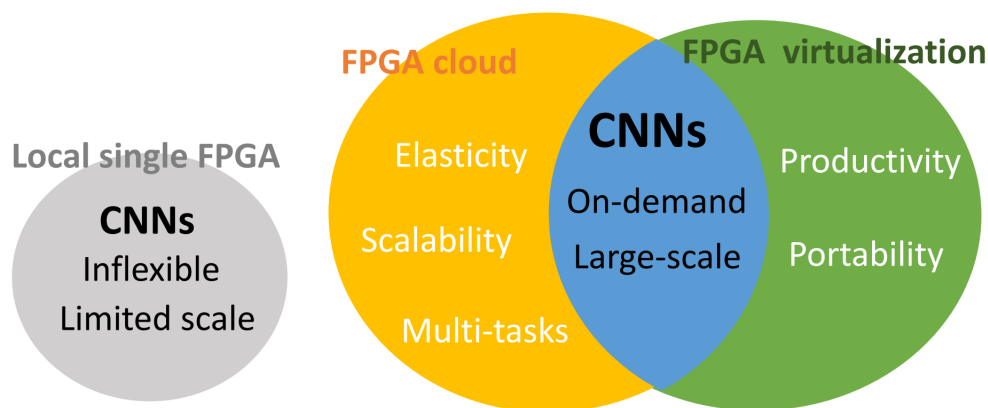 Local single FPGA
CNNs
Inflexible
Limited scale
FPGA cloud
Elasticity
Scalability
Multi-tasks
CNNs
On-demand
Large-scale
FPGA virtualization
Productivity
Portability